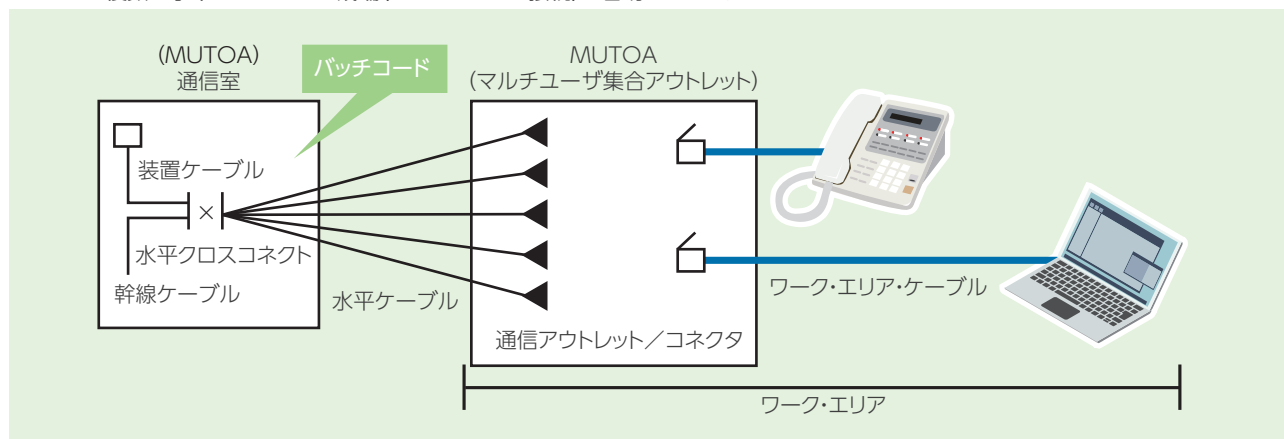 (MUTOA)
通信室
パッチコード
MUTOA
(マルチユーザ集合アウトレット)
装置ケーブル
×
水平クロスコネクト
幹線ケーブル
水平ケーブル
通信アウトレット／コネクタ
ワーク・エリア・ケーブル
ワーク・エリア